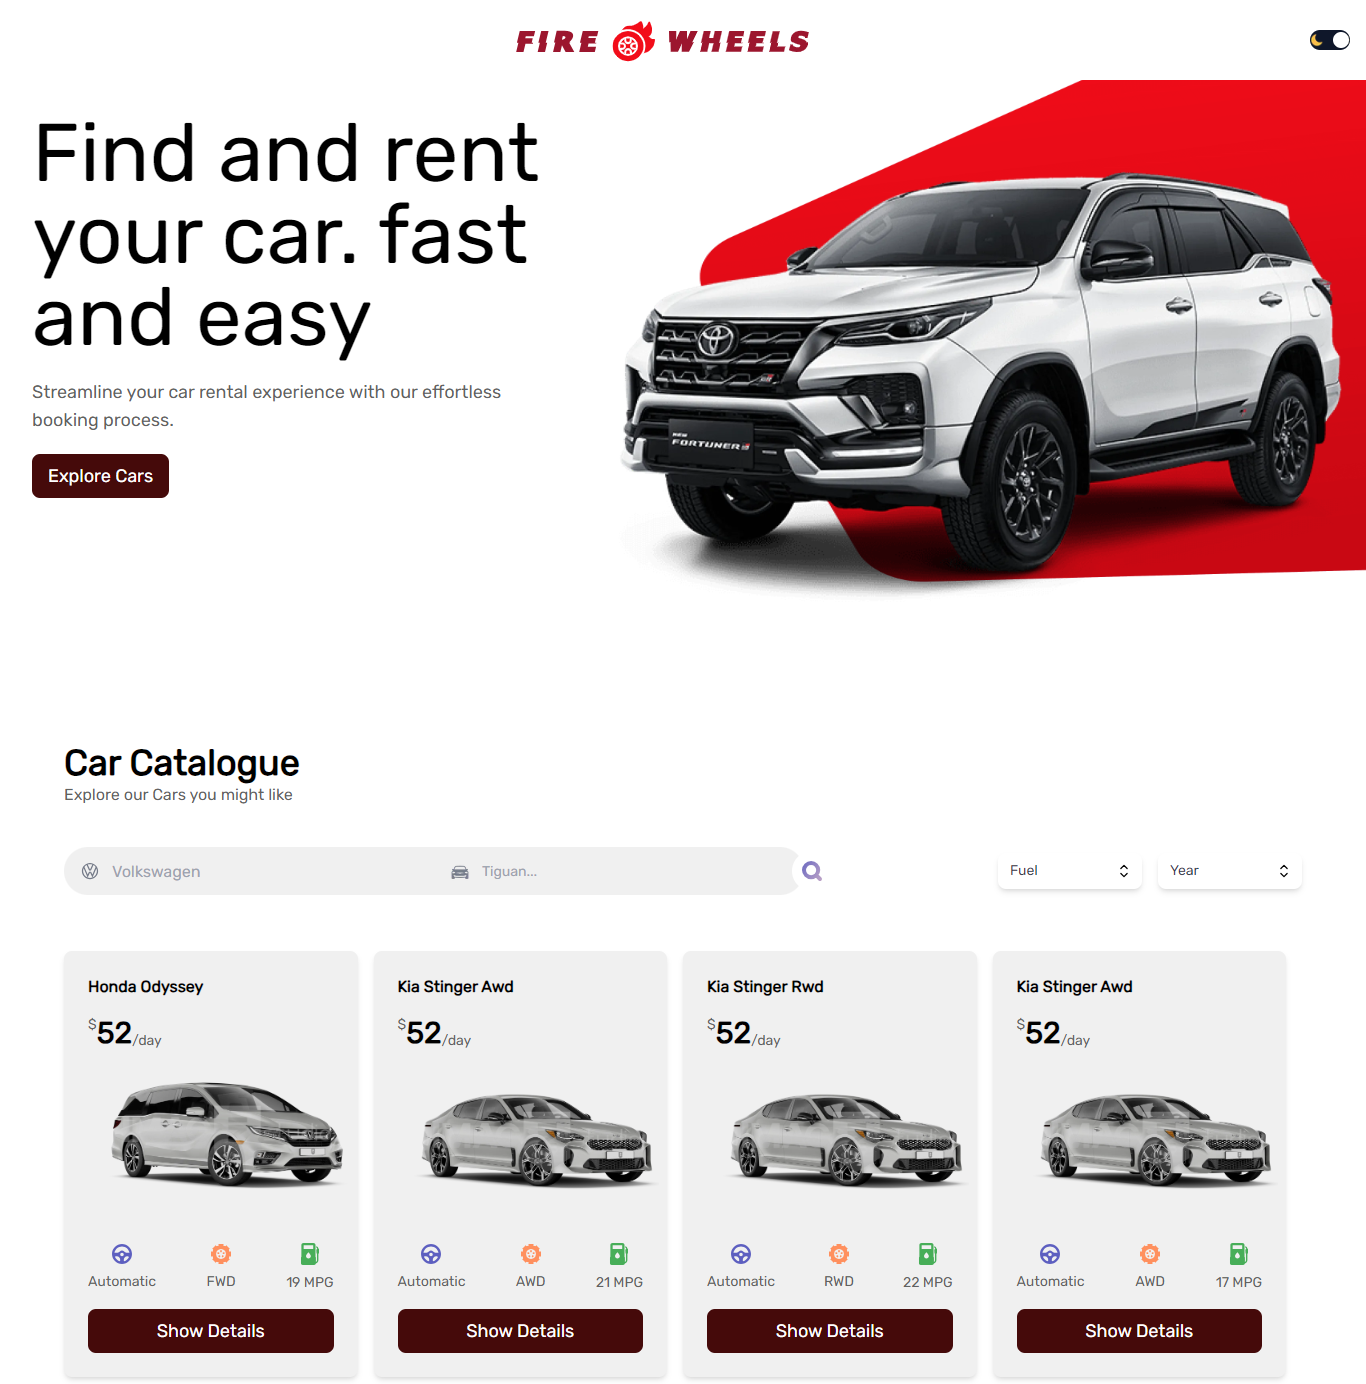 FIRE WHEELS
Find and rent
your car. fast
and easy
Streamline your car rental experience with our effortless
booking process.
Explore Cars
NEW
FORTUNER
Car Catalogue
Explore our Cars you might like
Volkswagen
Tiguan...
Fuel
Year
Honda Odyssey
$52/day
Automatic
FWD
19 MPG
Show Details
Kia Stinger Awd
$52/day
Automatic
AWD
21 MPG
Show Details
Kia Stinger Rwd
$52/day
Automatic
RWD
22 MPG
Show Details
Kia Stinger Awd
$52/day
Automatic
AWD
17 MPG
Show Details